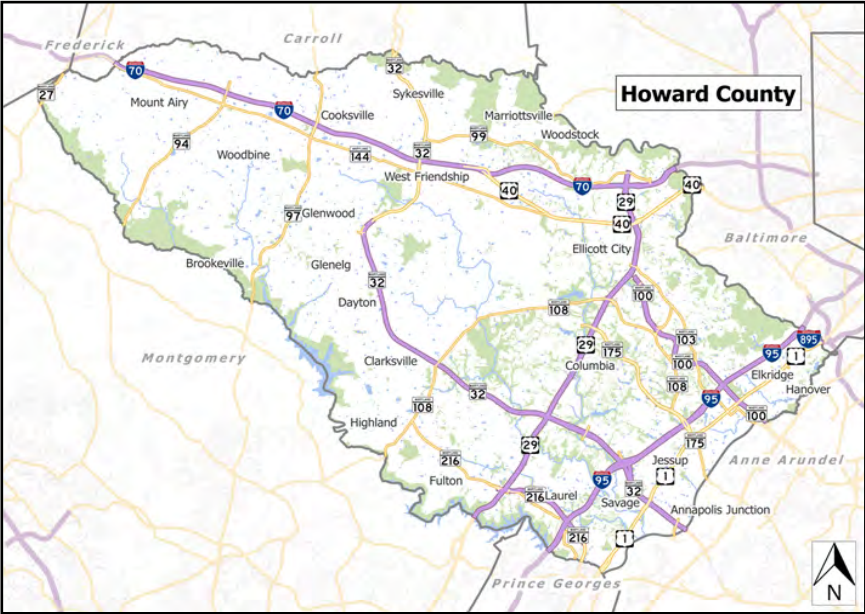 Frederick
Carroll
70
32
27
Mount Airy
Sykesville
Howard County
70
Cooksville
Marriottsville
94
99
Woodstock
Woodbine
144
32
West Friendship
40
70
40
97
Glenwood
29
40
Ellicott City
Baltimore
Brookeville
Glenelg
32
100
Dayton
108
103
895
Montgomery
29
175
95
1
Clarksville
Columbia
100
Elkridge
108
Hanover
32
95
108
100
Highland
29
175
216
Jessup
Anne Arundel
Fulton
95
1
32
216
Laurel
Savage
Annapolis Junction
216
1
Prince Georges
N